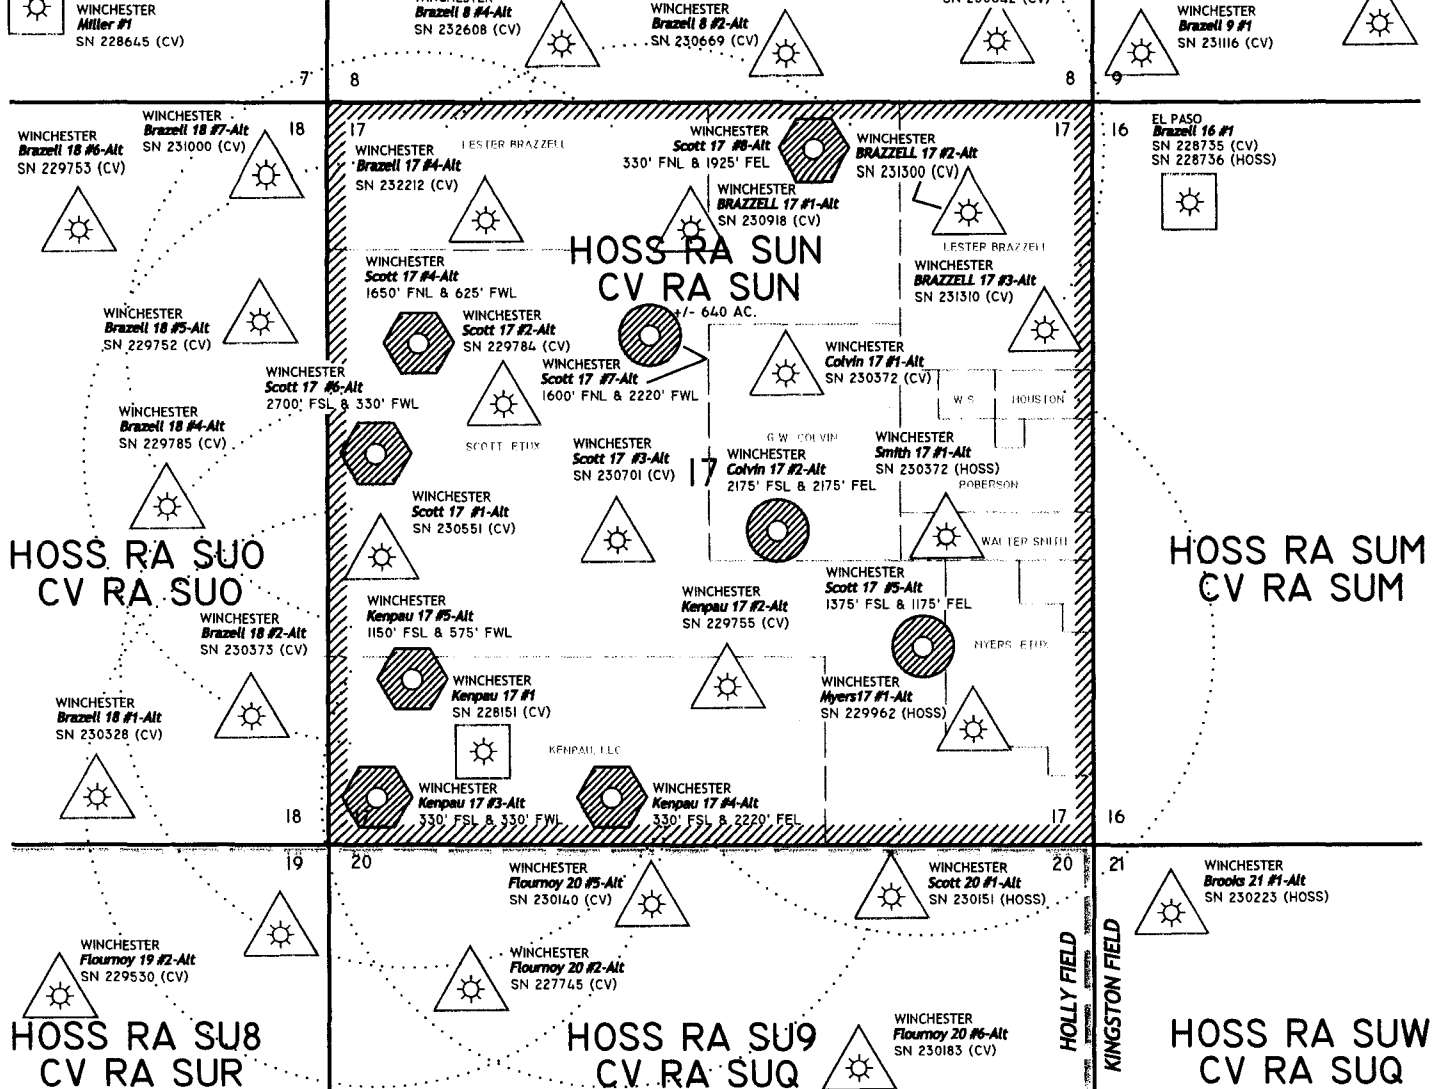 WINCHESTER
Miller #1
SN 228645 (CV)
Brazell 8 #4-Alt
SN 232608 (CV)
WINCHESTER
Brazell 8 #2-Alt
SN 230669 (CV)
WINCHESTER
Brazell 9 #1
SN 231116 (CV)
7
8
8
9
WINCHESTER
Brazell 18 #6-Alt
SN 229753 (CV)
WINCHESTER
Brazell 18 #7-Alt
SN 231000 (CV)
18
17
LESTER BRAZZELL
WINCHESTER
Brazell 17 #4-Alt
SN 232212 (CV)
WINCHESTER
Scott 17 #8-Alt
330' FNL & 1925' FEL
WINCHESTER
BRAZZELL 17 #2-Alt
SN 231300 (CV)
17
16
EL PASO
Brazell 16 #1
SN 228735 (CV)
SN 228736 (HOSS)
WINCHESTER
BRAZZELL 17 #1-Alt
SN 230918 (CV)
HOSS RA SUN
CV RA SUN
+/- 640 AC.
LESTER BRAZZELL
WINCHESTER
BRAZZELL 17 #3-Alt
SN 231310 (CV)
WINCHESTER
Scott 17 #4-Alt
1650' FNL & 625' FWL
WINCHESTER
Brazell 18 #5-Alt
SN 229752 (CV)
WINCHESTER
Scott 17 #2-Alt
SN 229784 (CV)
WINCHESTER
Scott 17 #7-Alt
1600' FNL & 2220' FWL
WINCHESTER
Colvin 17 #1-Alt
SN 230372 (CV)
WINCHESTER
Scott 17 #6-Alt
2700' FSL & 330' FWL
W.S.
HOUSTON
WINCHESTER
Brazell 18 #4-Alt
SN 229785 (CV)
SCOTT ETUX
G.W. COLVIN
WINCHESTER
Scott 17 #3-Alt
SN 230701 (CV)
17
WINCHESTER
Colvin 17 #2-Alt
2175' FSL & 2175' FEL
WINCHESTER
Smith 17 #1-Alt
SN 230372 (HOSS)
ROBERSON
WINCHESTER
Scott 17 #1-Alt
SN 230551 (CV)
WALTER SMITH
HOSS RA SUO
CV RA SUO
HOSS RA SUM
CV RA SUM
WINCHESTER
Kenpau 17 #5-Alt
1150' FSL & 575' FWL
WINCHESTER
Kenpau 17 #2-Alt
SN 229755 (CV)
WINCHESTER
Scott 17 #5-Alt
1375' FSL & 1175' FEL
WINCHESTER
Brazell 18 #2-Alt
SN 230373 (CV)
MYERS ETUX
WINCHESTER
Kenpau 17 #1
SN 228151 (CV)
WINCHESTER
Myers17 #1-Alt
SN 229962 (HOSS)
WINCHESTER
Brazell 18 #1-Alt
SN 230328 (CV)
KENPAU, LLC
WINCHESTER
Kenpau 17 #3-Alt
330' FSL & 330' FWL
WINCHESTER
Kenpau 17 #4-Alt
330' FSL & 2220' FEL
18
17
17
16
19
20
20
21
WINCHESTER
Flournoy 20 #5-Alt
SN 230140 (CV)
WINCHESTER
Scott 20 #1-Alt
SN 230151 (HOSS)
WINCHESTER
Brooks 21 #1-Alt
SN 230223 (HOSS)
WINCHESTER
Flournoy 19 #2-Alt
SN 229530 (CV)
WINCHESTER
Flournoy 20 #2-Alt
SN 227745 (CV)
HOLLY FIELD
KINGSTON FIELD
WINCHESTER
Flournoy 20 #6-Alt
SN 230183 (CV)
HOSS RA SU8
CV RA SUR
HOSS RA SU9
CV RA SUQ
HOSS RA SUW
CV RA SUQ